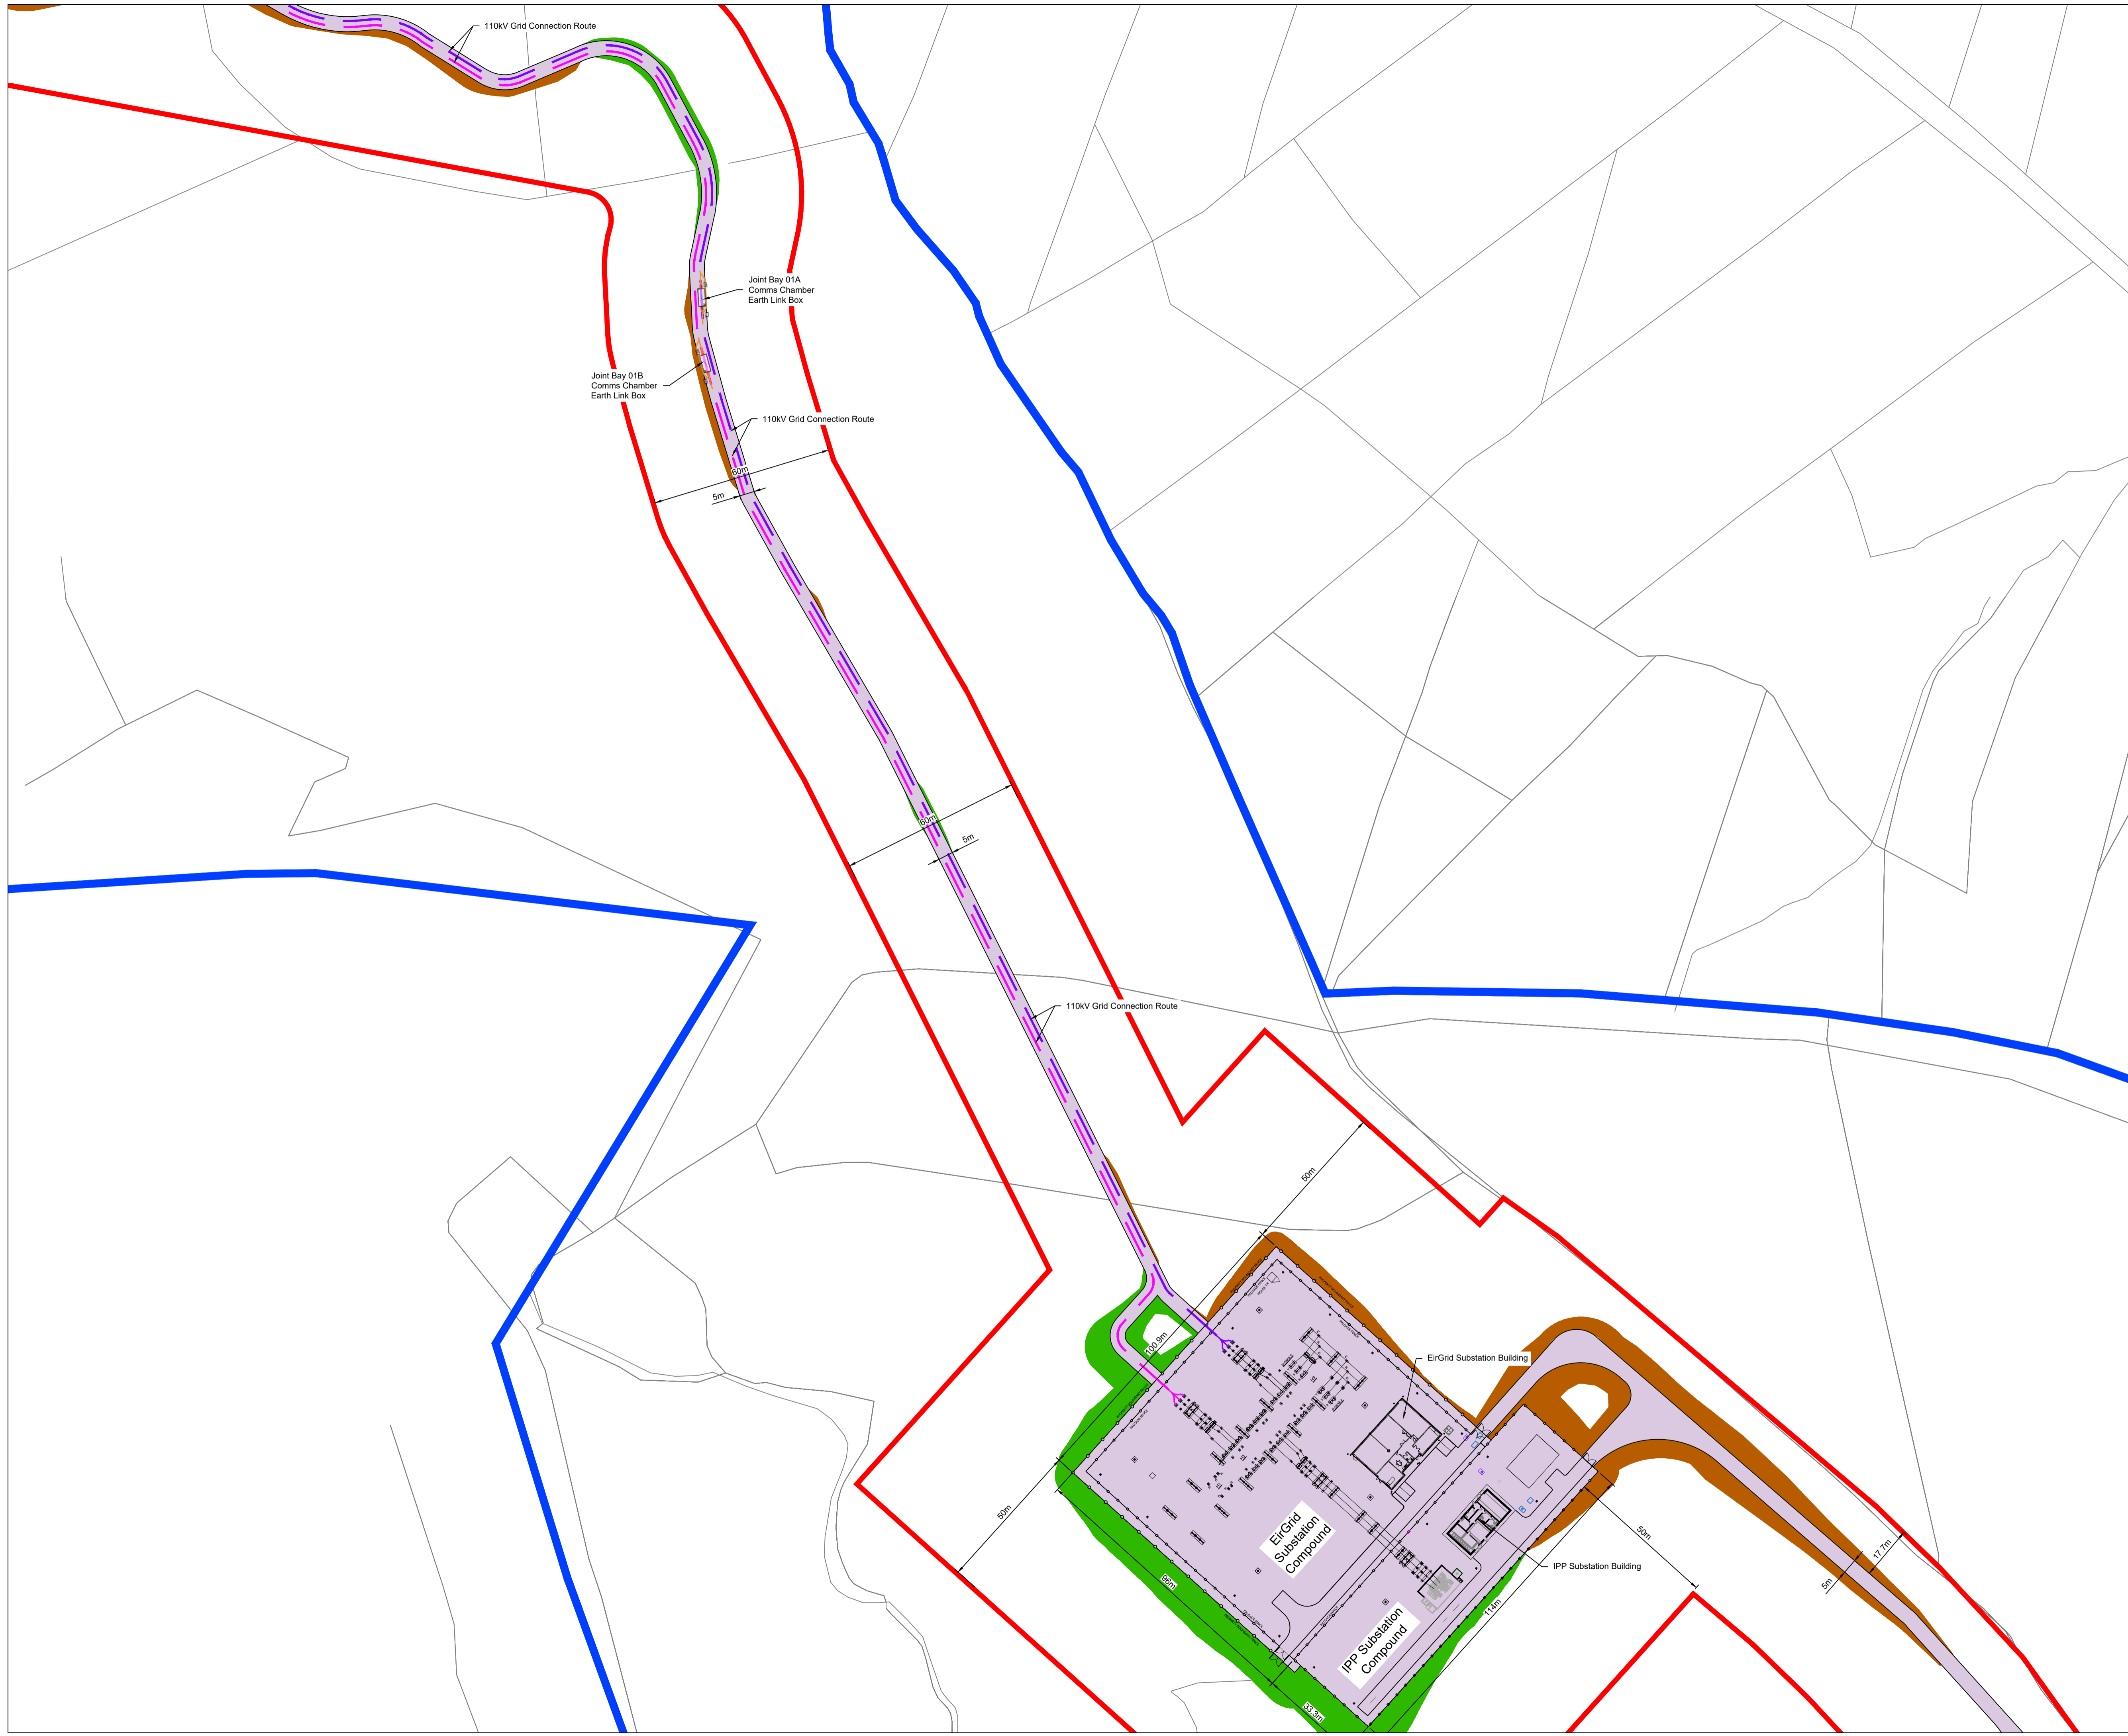 110kV Grid Connection Route
Joint Bay 01A
Comms Chamber
Earth Link Box
Joint Bay 01B
Comms Chamber
Earth Link Box
110kV Grid Connection Route
60m
5m
60m
5m
110kV Grid Connection Route
50m
100.9m
EirGrid Substation Building
50m
EirGrid
Substation
Compound
50m
17.7m
5m
IPP Substation Building
96m
114m
IPP Substation
Compound
33.3m